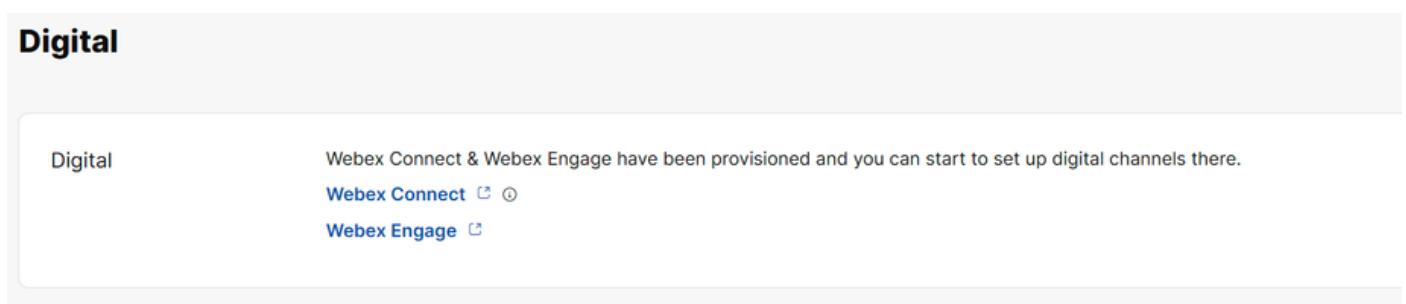 Digital
Digital
Webex Connect & Webex Engage have been provisioned and you can start to set up digital channels there.
Webex Connect
Webex Engage